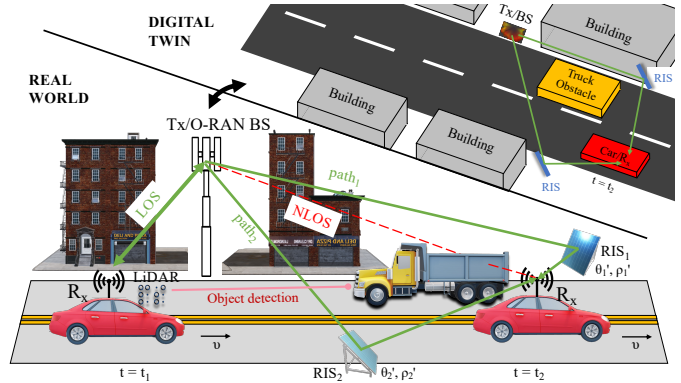 DIGITAL
TWIN
Tx/BS
Building
RIS
Truck
Obstacle
Building
Building
Car/Rx
RIS
t = t2
REAL
WORLD
Tx/O-RAN BS
LOS
path1
path2
NLOS
RIS1
θ1', ρ1'
LiDAR
Rx
Object detection
Rx
υ
υ
t = t1
RIS2
θ2', ρ2'
t = t2